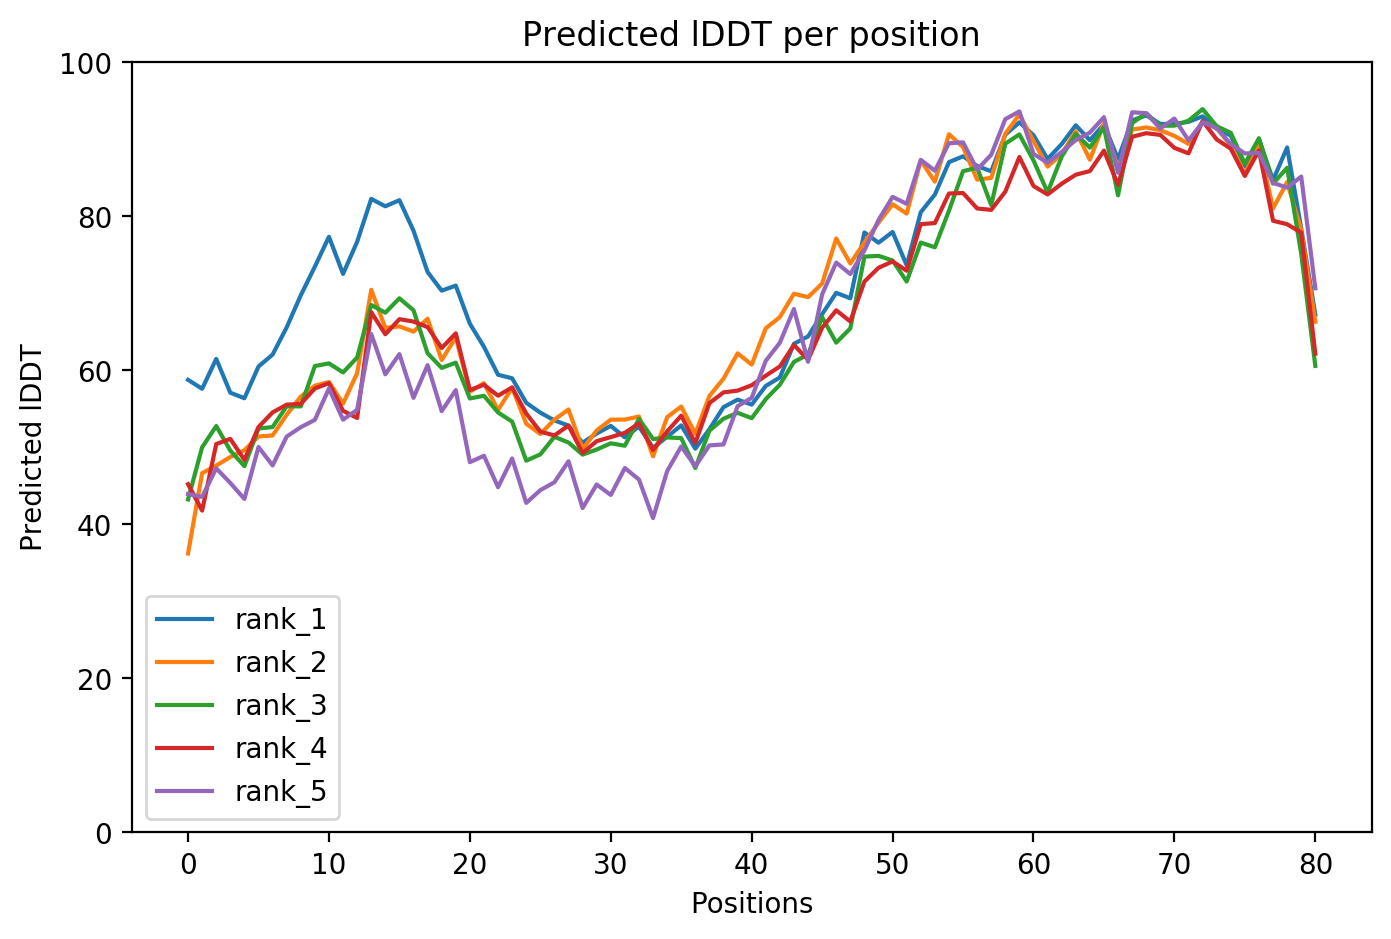 Predicted lDDT per position
100
80
60
40
20
0
Predicted lDDT
rank_1
rank_2
rank_3
rank_4
rank_5
0 10 20 30 40 50 60 70 80
Positions